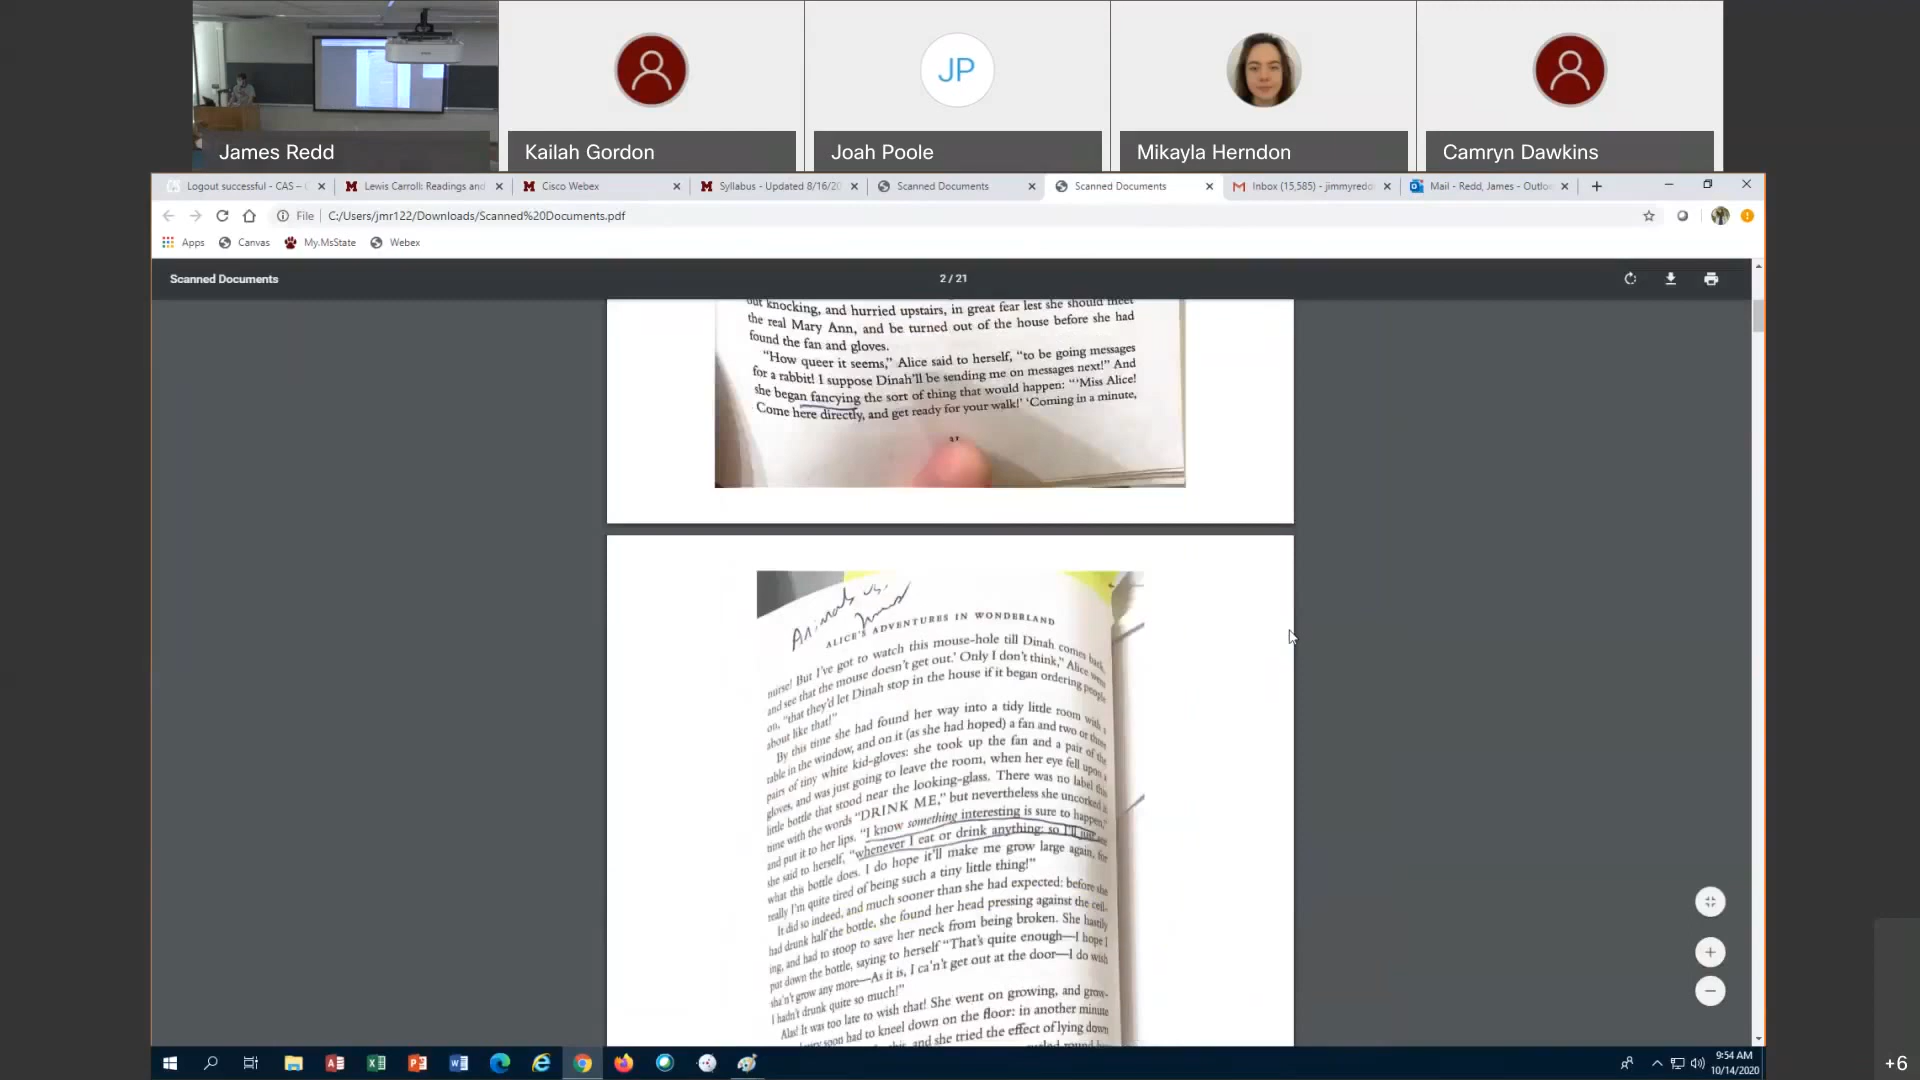 James Redd
Kailah Gordon
JP
Joah Poole
Mikayla Herndon
Camryn Dawkins
Logout successful - CAS –
Lewis Carroll: Readings and
Cisco Webex
Syllabus - Updated 8/16/20
Scanned Documents
Scanned Documents
Inbox (15,585) - jimmyredd
Mail - Redd, James - Outlo
File
C:/Users/jmr122/Downloads/Scanned%20Documents.pdf
Apps
Canvas
My.MsState
Webex
Scanned Documents
2 / 21
out knocking, and hurried upstairs, in great fear lest she should meet
the real Mary Ann, and be turned out of the house before she had
found the fan and gloves.
"How queer it seems," Alice said to herself, "to be going messages
for a rabbit! I suppose Dinah'll be sending me on messages next!" And
she began fancying the sort of thing that would happen: "'Miss Alice!
Come here directly, and get ready for your walk!' 'Coming in a minute,
Animals vs.
ALICE'S ADVENTURES IN WONDERLAND
nurse! But I've got to watch this mouse-hole till Dinah comes back,
and see that the mouse doesn't get out.' Only I don't think," Alice went
on, "that they'd let Dinah stop in the house if it began ordering people
about like that!"
By this time she had found her way into a tidy little room with a
table in the window, and on it (as she had hoped) a fan and two or three
pairs of tiny white kid-gloves: she took up the fan and a pair of the
gloves, and was just going to leave the room, when her eye fell upon a
little bottle that stood near the looking-glass. There was no label this
time with the words "DRINK ME," but nevertheless she uncorked it
and put it to her lips. "I know something interesting is sure to happen,"
she said to herself, "whenever I eat or drink anything: so I'll just see
what this bottle does. I do hope it'll make me grow large again, for
really I'm quite tired of being such a tiny little thing!"
It did so indeed, and much sooner than she had expected: before she
had drunk half the bottle, she found her head pressing against the ceil-
ing, and had to stoop to save her neck from being broken. She hastily
put down the bottle, saying to herself "That's quite enough—I hope I
sha'n't grow any more—As it is, I ca'n't get out at the door—I do wish
I hadn't drunk quite so much!"
Alas! It was too late to wish that! She went on growing, and grow-
soon had to kneel down on the floor: in another minute
this, and she tried the effect of lying down
9:54 AM
10/14/2020
+6